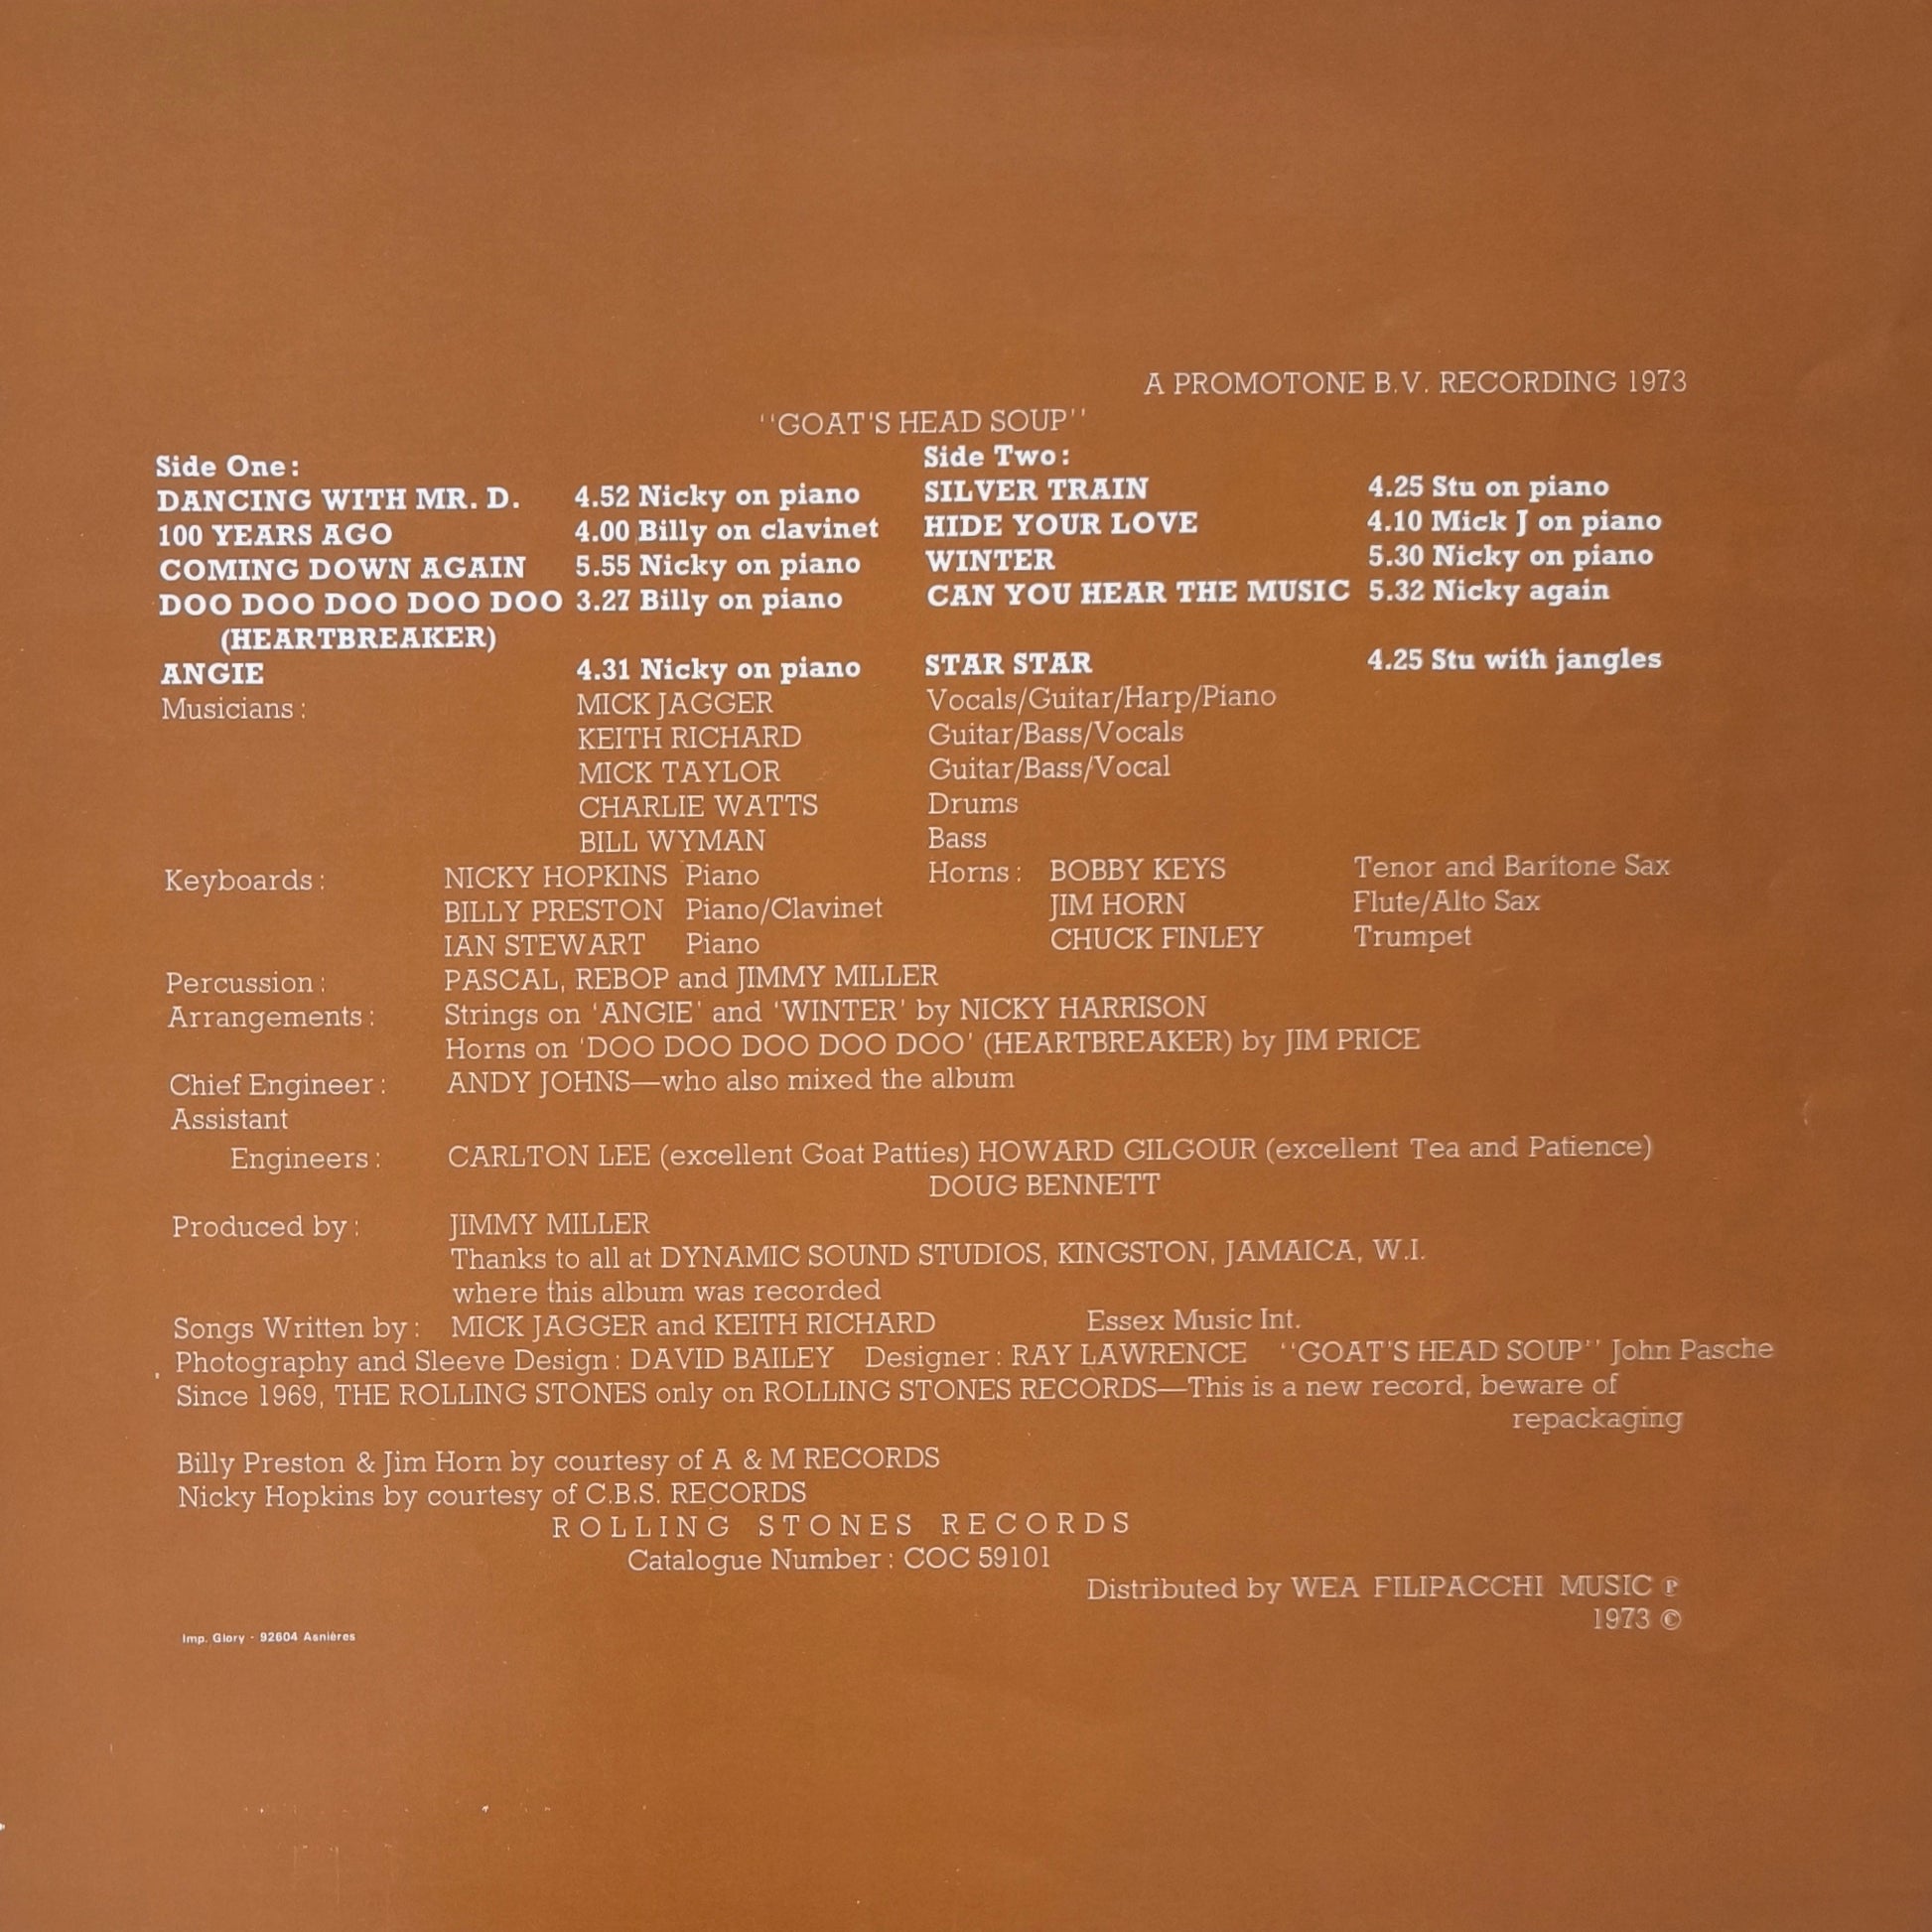 A PROMOTONE B.V. RECORDING 1973
''GOAT'S HEAD SOUP''
Side One:
DANCING WITH MR. D. 4.52 Nicky on piano
100 YEARS AGO 4.00 Billy on clavinet
COMING DOWN AGAIN 5.55 Nicky on piano
DOO DOO DOO DOO DOO 3.27 Billy on piano
(HEARTBREAKER)
ANGIE 4.31 Nicky on piano
Side Two:
SILVER TRAIN 4.25 Stu on piano
HIDE YOUR LOVE 4.10 Mick J on piano
WINTER 5.30 Nicky on piano
CAN YOU HEAR THE MUSIC 5.32 Nicky again
STAR STAR 4.25 Stu with jangles
Musicians: MICK JAGGER Vocals/Guitar/Harp/Piano
KEITH RICHARD Guitar/Bass/Vocals
MICK TAYLOR Guitar/Bass/Vocal
CHARLIE WATTS Drums
BILL WYMAN Bass
Keyboards: NICKY HOPKINS Piano
BILLY PRESTON Piano/Clavinet
IAN STEWART Piano
Horns: BOBBY KEYS Tenor and Baritone Sax
JIM HORN Flute/Alto Sax
CHUCK FINLEY Trumpet
Percussion: PASCAL, REBOP and JIMMY MILLER
Arrangements: Strings on 'ANGIE' and 'WINTER' by NICKY HARRISON
Horns on 'DOO DOO DOO DOO DOO' (HEARTBREAKER) by JIM PRICE
Chief Engineer: ANDY JOHNS—who also mixed the album
Assistant
Engineers: CARLTON LEE (excellent Goat Patties) HOWARD GILGOUR (excellent Tea and Patience)
DOUG BENNETT
Produced by: JIMMY MILLER
Thanks to all at DYNAMIC SOUND STUDIOS, KINGSTON, JAMAICA, W.I.
where this album was recorded
Songs Written by: MICK JAGGER and KEITH RICHARD Essex Music Int.
Photography and Sleeve Design: DAVID BAILEY Designer: RAY LAWRENCE ''GOAT'S HEAD SOUP'' John Pasche
Since 1969, THE ROLLING STONES only on ROLLING STONES RECORDS—This is a new record, beware of
repackaging
Billy Preston & Jim Horn by courtesy of A & M RECORDS
Nicky Hopkins by courtesy of C.B.S. RECORDS
ROLLING STONES RECORDS
Catalogue Number: COC 59101
Distributed by WEA FILIPACCHI MUSIC ℗
1973 ©
Imp. Glory - 92604 Asnières